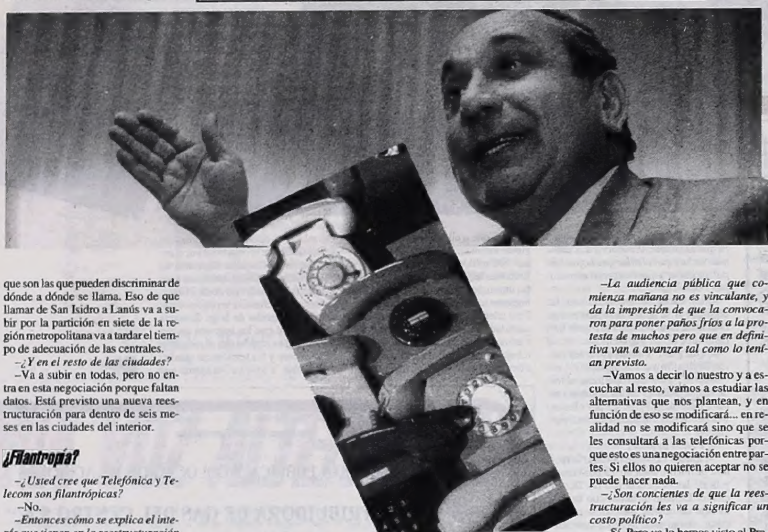 que son las que pueden discriminar de
dónde a dónde se llama. Eso de que
llamar de San Isidro a Lanús va a su-
bir por la partición en siete de la re-
gión metropolitana va a tardar el tiem-
po de adecuación de las centrales.
–¿Y en el resto de las ciudades?
–Va a subir en todas, pero no en-
tra en esta negociación porque faltan
datos. Está previsto una nueva rees-
tructuración para dentro de seis me-
ses en las ciudades del interior.
¿Filantropía?
–¿Usted cree que Telefónica y Te-
lecom son filantrópicas?
–No.
–Entonces cómo se explica el inte-
–La audiencia pública que co-
mienza mañana no es vinculante, y
da la impresión de que la convoca-
ron para poner paños fríos a la pro-
testa de muchos pero que en defini-
tiva van a avanzar tal como lo tení-
an previsto.
–Vamos a decir lo nuestro y a es-
cuchar al resto, vamos a estudiar las
alternativas que nos plantean, y en
función de eso se modificará... en re-
alidad no se modificará sino que se
les consultará a las telefónicas por-
que esto es una negociación entre par-
tes. Si ellos no quieren aceptar no se
puede hacer nada.
–¿Son concientes de que la rees-
tructuración les va a significar un
costo político?